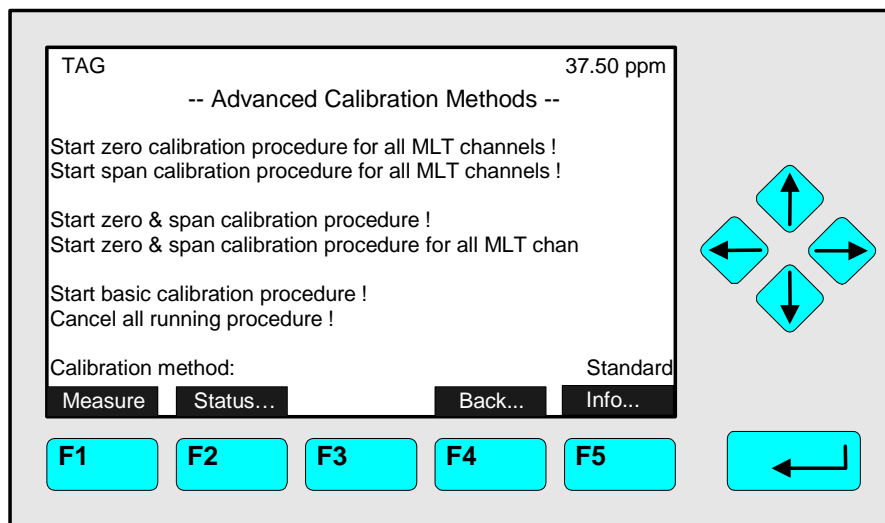 TAG 37.50 ppm
-- Advanced Calibration Methods --
Start zero calibration procedure for all MLT channels !
Start span calibration procedure for all MLT channels !
Start zero & span calibration procedure !
Start zero & span calibration procedure for all MLT chan
Start basic calibration procedure !
Cancel all running procedure !
Calibration method: Standard
Measure Status... Back... Info...
F1 F2 F3 F4 F5